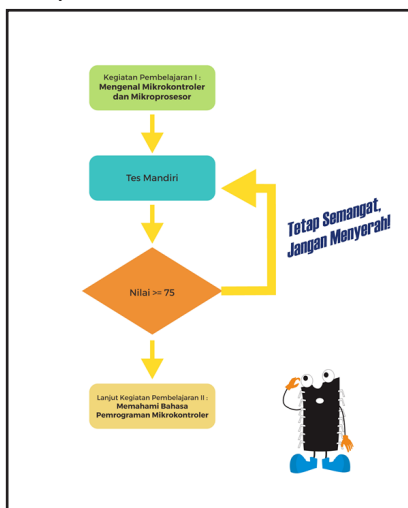 Kegiatan Pembelajaran I :
Mengenal Mikrokontroler
dan Mikroprosesor
Tes Mandiri
Tetap Semangat,
Jangan Menyerah!
Nilai >= 75
Lanjut Kegiatan Pembelajaran II :
Memahami Bahasa
Pemrograman Mikrokontroler